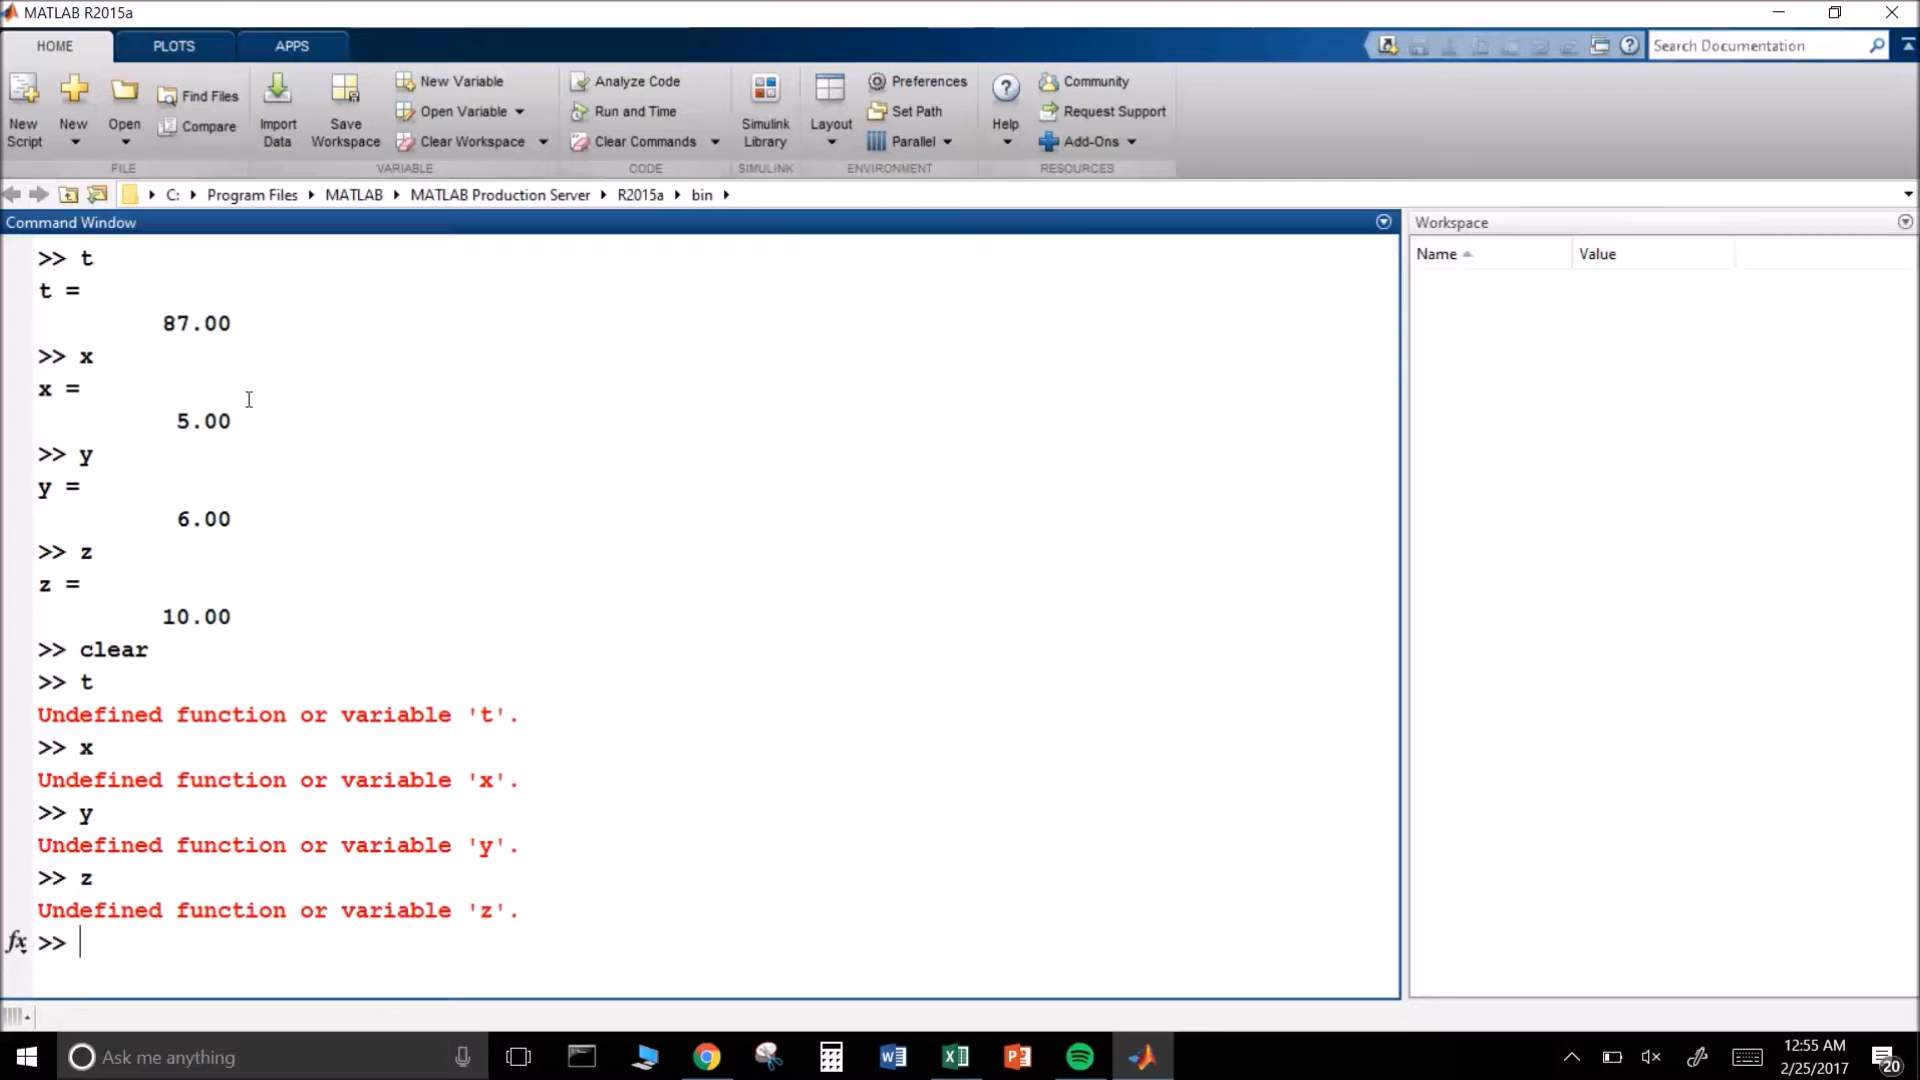 MATLAB R2015a
HOME PLOTS APPS
Search Documentation
New Script
New
Open
Find Files
Compare
Import Data
Save Workspace
New Variable
Open Variable
Clear Workspace
Analyze Code
Run and Time
Clear Commands
Simulink Library
Layout
Preferences
Set Path
Parallel
Help
Community
Request Support
Add-Ons
FILE VARIABLE CODE SIMULINK ENVIRONMENT RESOURCES
C: Program Files MATLAB MATLAB Production Server R2015a bin
Command Window
>> t
t =
87.00
>> x
x =
5.00
>> y
y =
6.00
>> z
z =
10.00
>> clear
>> t
Undefined function or variable 't'.
>> x
Undefined function or variable 'x'.
>> y
Undefined function or variable 'y'.
>> z
Undefined function or variable 'z'.
fx >>
Workspace
Name Value
Ask me anything
12:55 AM
2/25/2017
20